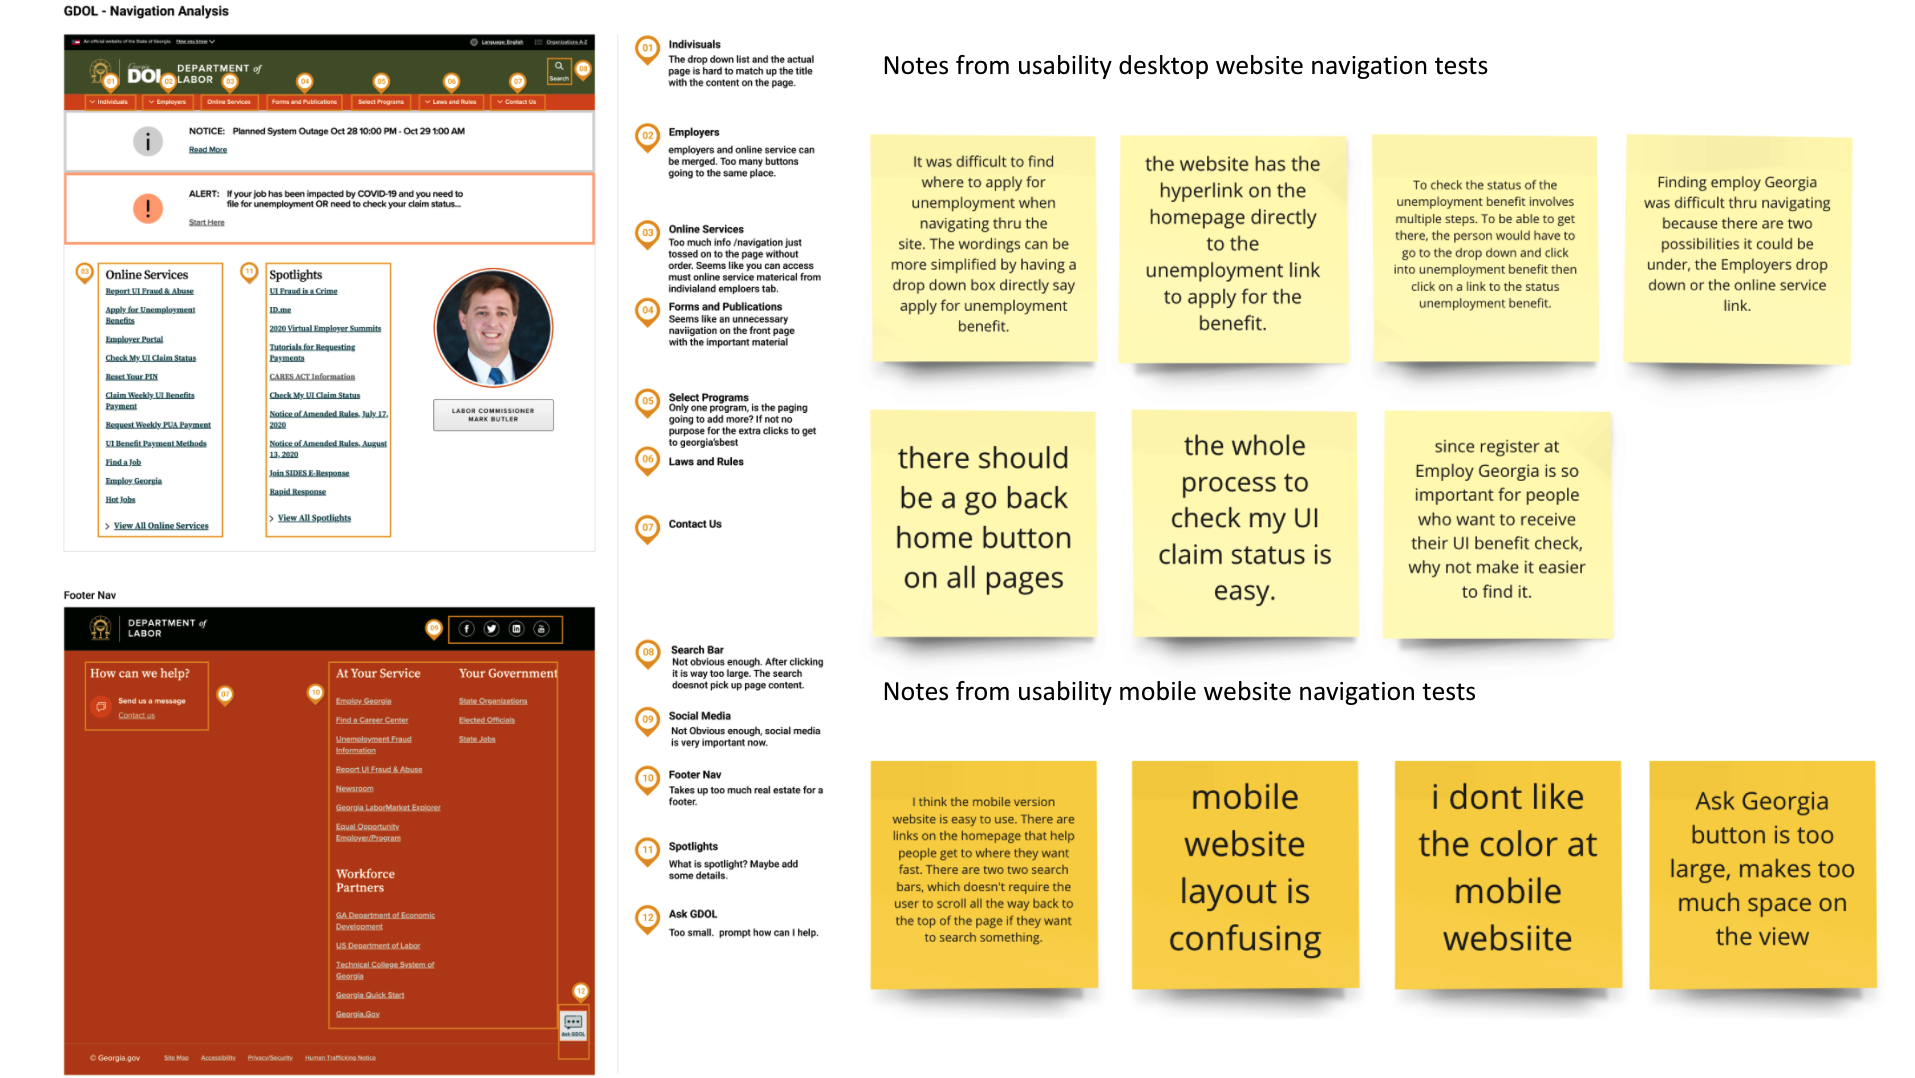 GDOL - Navigation Analysis
An official website of the State of Georgia. How you know
Language: English
Organizations A-Z
Georgia
DOL
DEPARTMENT of
LABOR
01
02
03
04
05
06
07
08
Search
Individuals
Employers
Online Services
Forms and Publications
Select Programs
Laws and Rules
Contact Us
NOTICE: Planned System Outage Oct 28 10:00 PM - Oct 29 1:00 AM
Read More
ALERT: If your job has been impacted by COVID-19 and you need to
file for unemployment OR need to check your claim status...
Start Here
03
Online Services
Report UI Fraud & Abuse
Apply for Unemployment
Benefits
Employer Portal
Check My UI Claim Status
Reset Your PIN
Claim Weekly UI Benefits
Payment
Request Weekly PUA Payment
UI Benefit Payment Methods
Find a Job
Employ Georgia
Hot Jobs
View All Online Services
11
Spotlights
UI Fraud is a Crime
ID.me
2020 Virtual Employer Summits
Tutorials for Requesting
Payments
CARES ACT Information
Check My UI Claim Status
Notice of Amended Rules, July 17,
2020
Notice of Amended Rules, August
13, 2020
Join SIDES E-Response
Rapid Response
View All Spotlights
LABOR COMMISSIONER
MARK BUTLER
Footer Nav
DEPARTMENT of
LABOR
09
How can we help?
Send us a message
Contact us
07
10
At Your Service
Employ Georgia
Find a Career Center
Unemployment Fraud
Information
Report UI Fraud & Abuse
Newsroom
Georgia LaborMarket Explorer
Equal Opportunity
Employer/Program
Workforce
Partners
GA Department of Economic
Development
US Department of Labor
Technical College System of
Georgia
Georgia Quick Start
Georgia.Gov
Your Government
State Organizations
Elected Officials
State Jobs
12
Ask GDOL
© Georgia.gov
Site Map
Accessibility
Privacy/Security
Human Trafficking Notice
01
Indivisuals
The drop down list and the actual
page is hard to match up the title
with the content on the page.
02
Employers
employers and online service can
be merged. Too many buttons
going to the same place.
03
Online Services
Too much info /navigation just
tossed on to the page without
order. Seems like you can access
must online service materical from
indivialand emploers tab.
04
Forms and Publications
Seems like an unnecessary
naviigation on the front page
with the important material
05
Select Programs
Only one program, is the paging
going to add more? If not no
purpose for the extra clicks to get
to georgia'sbest
06
Laws and Rules
07
Contact Us
08
Search Bar
Not obvious enough. After clicking
it is way too large. The search
doesnot pick up page content.
09
Social Media
Not Obvious enough, social media
is very important now.
10
Footer Nav
Takes up too much real estate for a
footer.
11
Spotlights
What is spotlight? Maybe add
some details.
12
Ask GDOL
Too small. prompt how can I help.
Notes from usability desktop website navigation tests
It was difficult to find
where to apply for
unemployment when
navigating thru the
site. The wordings can be
more simplified by having a
drop down box directly say
apply for unemployment
benefit.
the website has the
hyperlink on the
homepage directly
to the
unemployment link
to apply for the
benefit.
To check the status of the
unemployment benefit involves
multiple steps. To be able to get
there, the person would have to
go to the drop down and click
into unemployment benefit then
click on a link to the status
unemployment benefit.
Finding employ Georgia
was difficult thru navigating
because there are two
possibilities it could be
under, the Employers drop
down or the online service
link.
there should
be a go back
home button
on all pages
the whole
process to
check my UI
claim status is
easy.
since register at
Employ Georgia is so
important for people
who want to receive
their UI benefit check,
why not make it easier
to find it.
Notes from usability mobile website navigation tests
I think the mobile version
website is easy to use. There are
links on the homepage that help
people get to where they want
fast. There are two two search
bars, which doesn't require the
user to scroll all the way back to
the top of the page if they want
to search something.
mobile
website
layout is
confusing
i dont like
the color at
mobile
websiite
Ask Georgia
button is too
large, makes too
much space on
the view